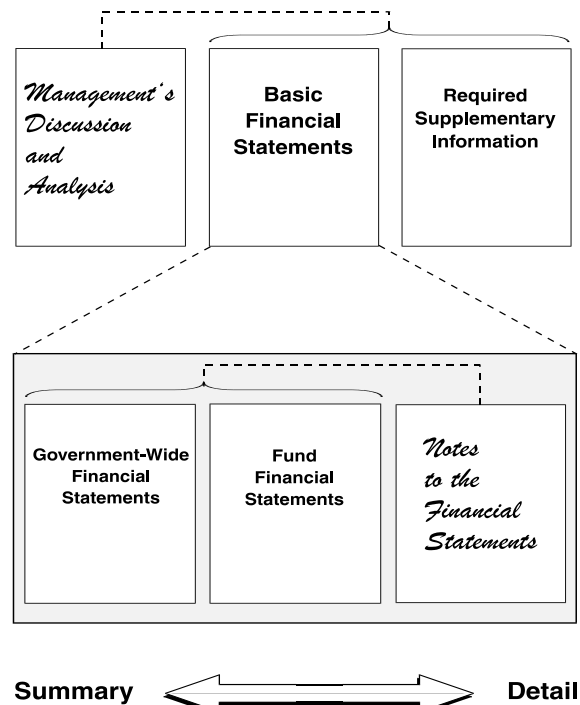 Management's
Discussion
and
Analysis
Basic
Financial
Statements
Required
Supplementary
Information
Government-Wide
Financial
Statements
Fund
Financial
Statements
Notes
to the
Financial
Statements
Summary
Detail